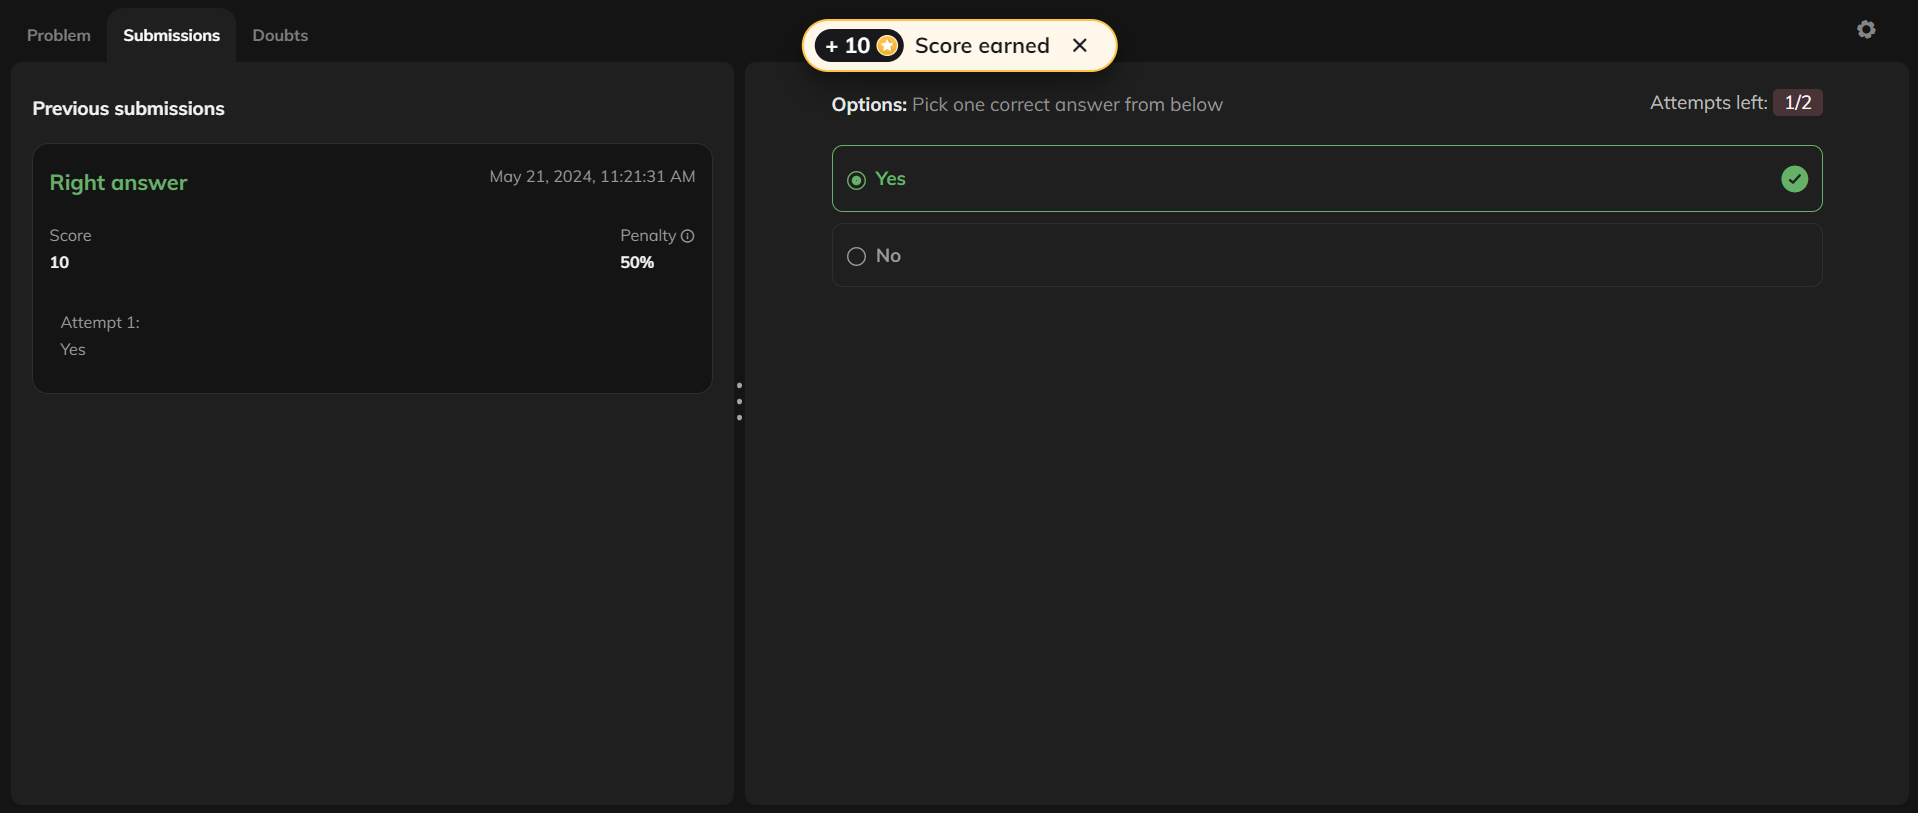 Problem
Submissions
Doubts
+ 10 Score earned
Previous submissions
Right answer
May 21, 2024, 11:21:31 AM
Score
Penalty
10
50%
Attempt 1:
Yes
Options: Pick one correct answer from below
Attempts left: 1/2
Yes
No